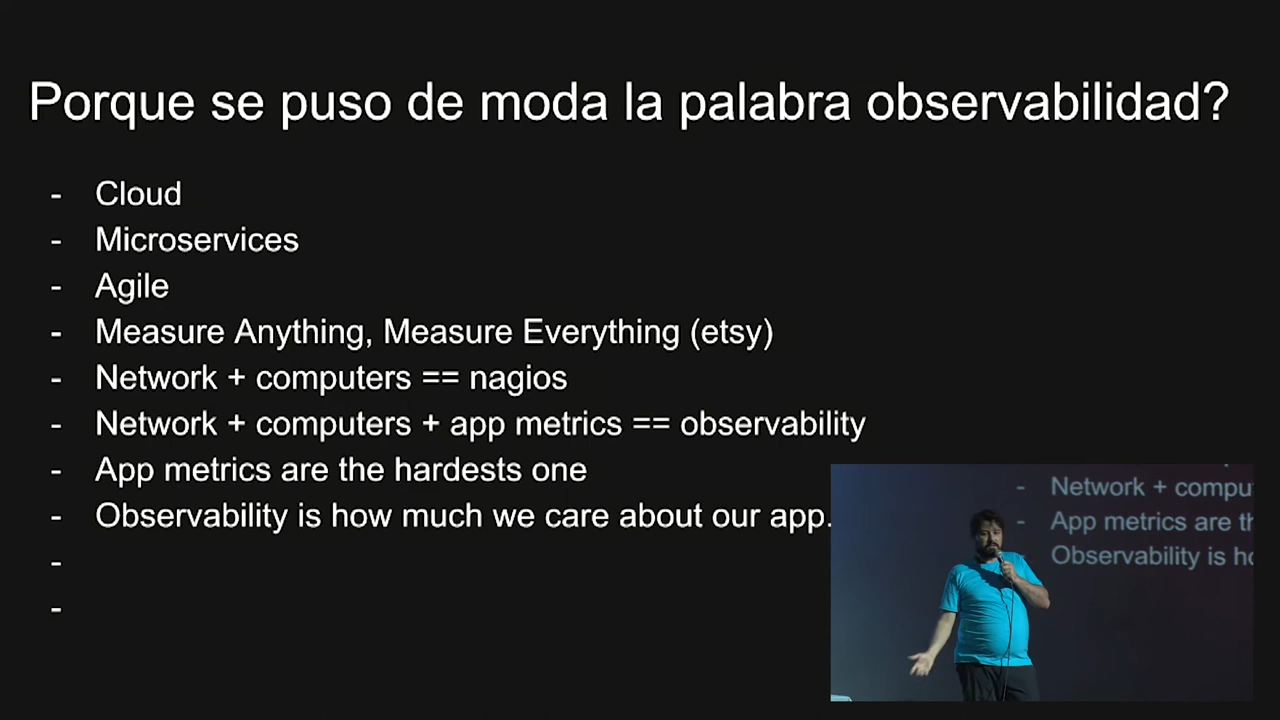 Porque se puso de moda la palabra observabilidad?
- Cloud
- Microservices
- Agile
- Measure Anything, Measure Everything (etsy)
- Network + computers == nagios
- Network + computers + app metrics == observability
- App metrics are the hardests one
- Observability is how much we care about our app.
-
-
- Network + compu
- App metrics are th
Observability is ho